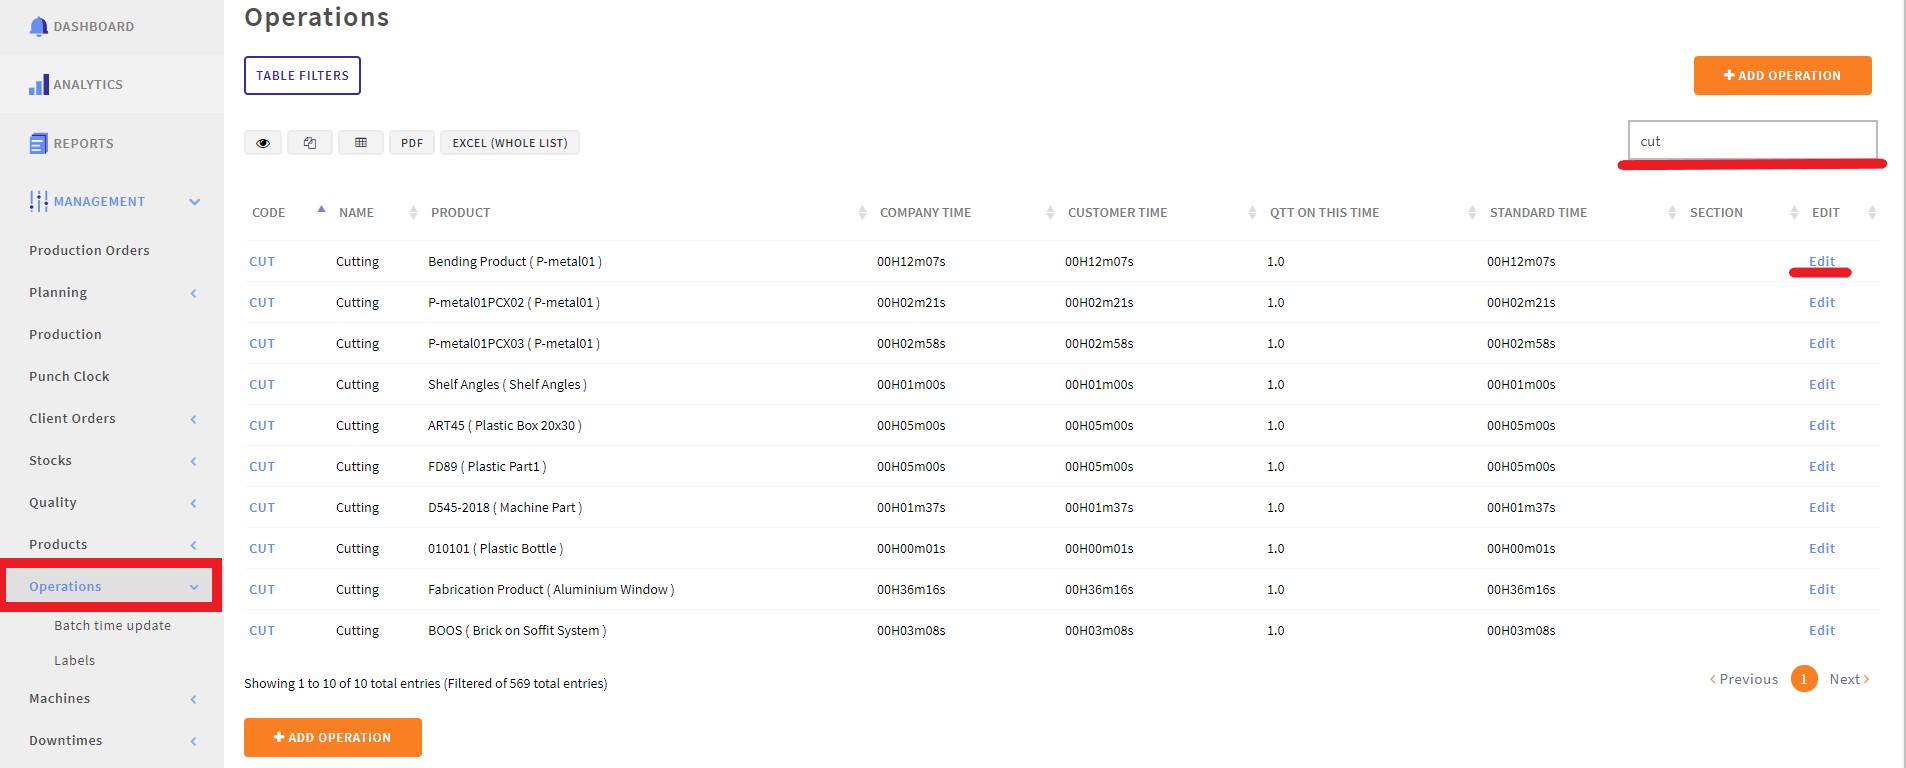 DASHBOARD
ANALYTICS
REPORTS
MANAGEMENT
Production Orders
Planning
Production
Punch Clock
Client Orders
Stocks
Quality
Products
Operations
Batch time update
Labels
Machines
Downtimes
Operations
TABLE FILTERS
+ ADD OPERATION
PDF EXCEL (WHOLE LIST)
cut
CODE NAME PRODUCT COMPANY TIME CUSTOMER TIME QTT ON THIS TIME STANDARD TIME SECTION EDIT
CUT Cutting Bending Product ( P-metal01 ) 00H12m07s 00H12m07s 1.0 00H12m07s Edit
CUT Cutting P-metal01PCX02 ( P-metal01 ) 00H02m21s 00H02m21s 1.0 00H02m21s Edit
CUT Cutting P-metal01PCX03 ( P-metal01 ) 00H02m58s 00H02m58s 1.0 00H02m58s Edit
CUT Cutting Shelf Angles ( Shelf Angles ) 00H01m00s 00H01m00s 1.0 00H01m00s Edit
CUT Cutting ART45 ( Plastic Box 20x30 ) 00H05m00s 00H05m00s 1.0 00H05m00s Edit
CUT Cutting FD89 ( Plastic Part1 ) 00H05m00s 00H05m00s 1.0 00H05m00s Edit
CUT Cutting D545-2018 ( Machine Part ) 00H01m37s 00H01m37s 1.0 00H01m37s Edit
CUT Cutting 010101 ( Plastic Bottle ) 00H00m01s 00H00m01s 1.0 00H00m01s Edit
CUT Cutting Fabrication Product ( Aluminium Window ) 00H36m16s 00H36m16s 1.0 00H36m16s Edit
CUT Cutting BOOS ( Brick on Soffit System ) 00H03m08s 00H03m08s 1.0 00H03m08s Edit
Showing 1 to 10 of 10 total entries (Filtered of 569 total entries)
< Previous 1 Next >
+ ADD OPERATION